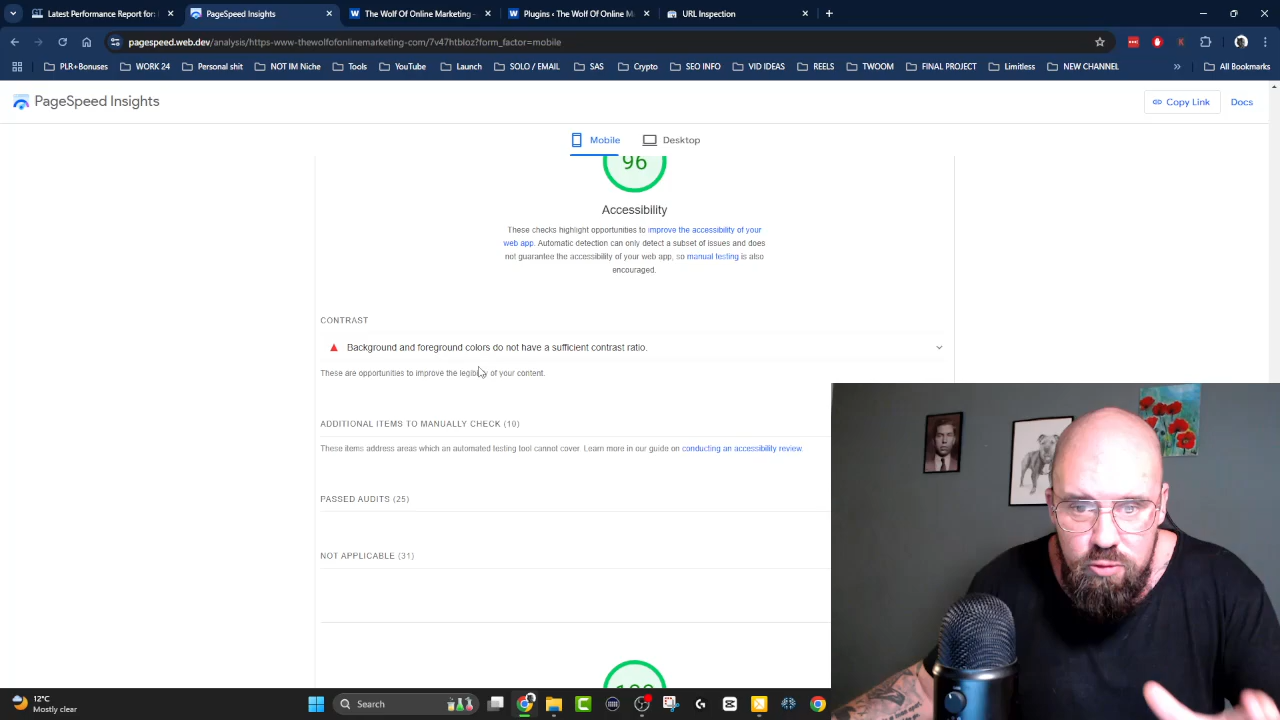 Latest Performance Report for:
PageSpeed Insights
The Wolf Of Online Marketing -
Plugins ‹ The Wolf Of Online M
URL Inspection
pagespeed.web.dev/analysis/https-www-thewolfofonlinemarketing-com/7v47htbloz?form_factor=mobile
PLR+Bonuses
WORK 24
Personal shit
NOT IM Niche
Tools
YouTube
Launch
SOLO / EMAIL
SAS
Crypto
SEO INFO
VID IDEAS
REELS
TWOOM
FINAL PROJECT
Limitless
NEW CHANNEL
»
All Bookmarks
PageSpeed Insights
Copy Link
Docs
Mobile
Desktop
96
Accessibility
These checks highlight opportunities to improve the accessibility of your
web app. Automatic detection can only detect a subset of issues and does
not guarantee the accessibility of your web app, so manual testing is also
encouraged.
CONTRAST
Background and foreground colors do not have a sufficient contrast ratio.
These are opportunities to improve the legibility of your content.
ADDITIONAL ITEMS TO MANUALLY CHECK (10)
These items address areas which an automated testing tool cannot cover. Learn more in our guide on conducting an accessibility review.
PASSED AUDITS (25)
NOT APPLICABLE (31)
12°C
Mostly clear
Search